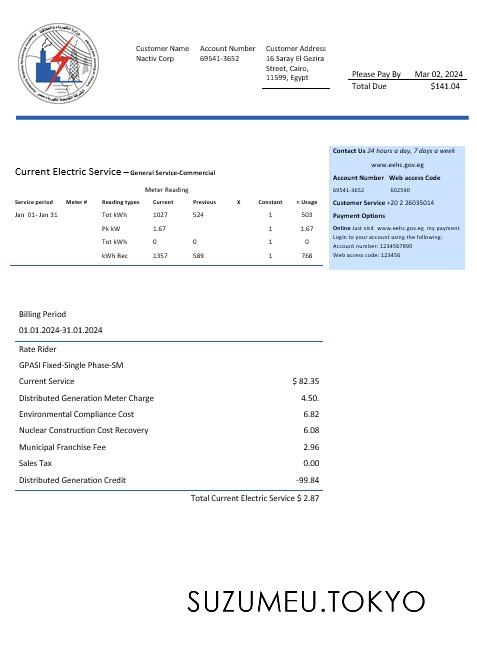 Customer Name Account Number Customer Address
Nactiv Corp 69541-3652 16 Saray El Gezira
Street, Cairo,
11599, Egypt
Please Pay By Mar 02, 2024
Total Due $141.04
Contact Us 24 hours a day, 7 days a week
www.eehc.gov.eg
Account Number Web access Code
69541-3652 602540
Customer Service +20 2 26035014
Payment Options
Online Just visit www.eehc.gov.eg my payment
Login to your account using the following:
Account number: 1234567890
Web access code: 123456
Current Electric Service – General Service-Commercial
Meter Reading
Service period Meter # Reading types Current Previous X Constant = Usage
Jan 01- Jan 31 Tot kWh 1027 524 1 503
Pk kW 1.67 1 1.67
Tot kWh 0 0 1 0
kWh Rec 1357 589 1 768
Billing Period
01.01.2024-31.01.2024
Rate Rider
GPASI Fixed-Single Phase-SM
Current Service $ 82.35
Distributed Generation Meter Charge 4.50.
Environmental Compliance Cost 6.82
Nuclear Construction Cost Recovery 6.08
Municipal Franchise Fee 2.96
Sales Tax 0.00
Distributed Generation Credit -99.84
Total Current Electric Service $ 2.87
SUZUMEU.TOKYO